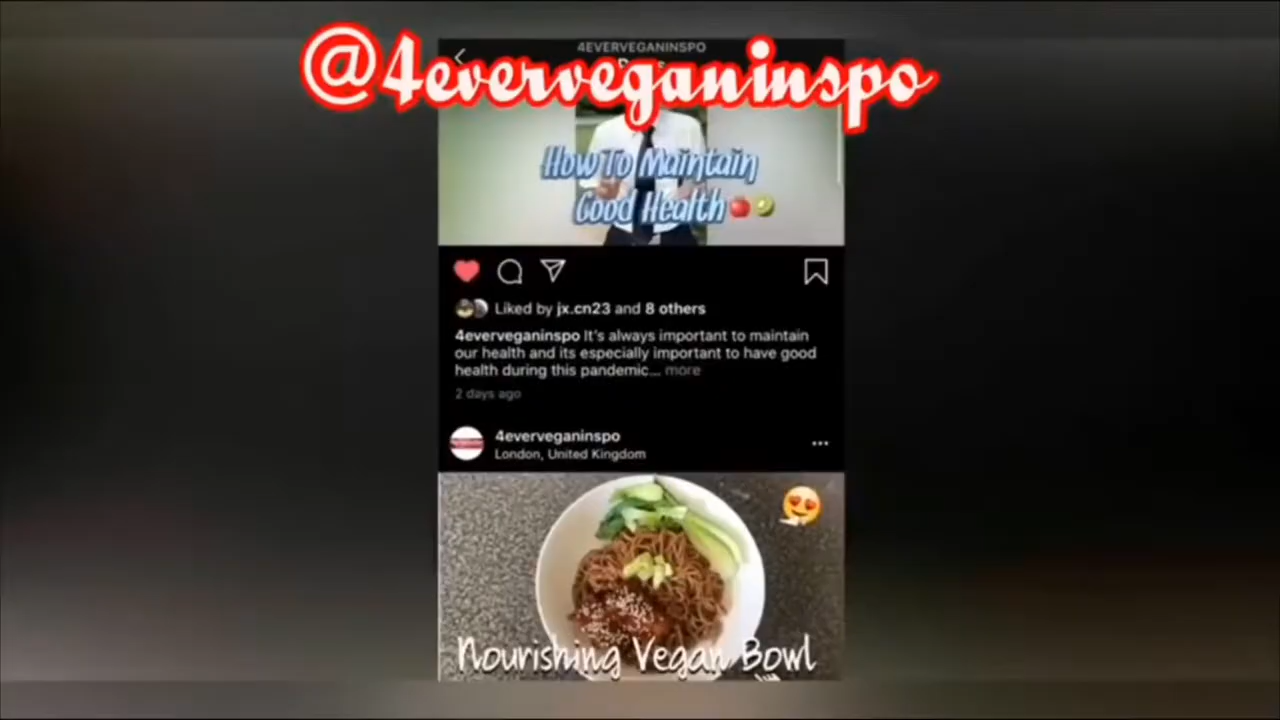 4EVERVEGANINSPO
@4everveganinspo
How To Maintain
Good Health
Liked by jx.cn23 and 8 others
4everveganinspo It's always important to maintain
our health and its especially important to have good
health during this pandemic... more
2 days ago
4everveganinspo
London, United Kingdom
Nourishing Vegan Bowl